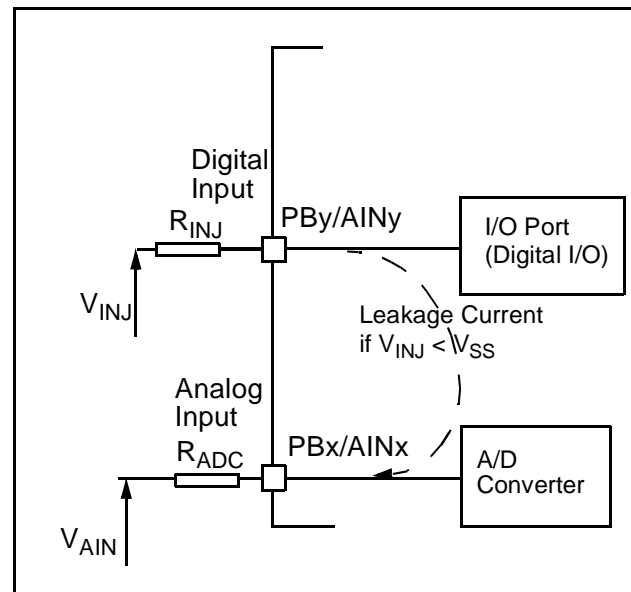 Digital
Input
R_INJ
PBy/AINy
I/O Port
(Digital I/O)
V_INJ
Leakage Current
if V_INJ < V_SS
Analog
Input
R_ADC
PBx/AINx
A/D
Converter
V_AIN